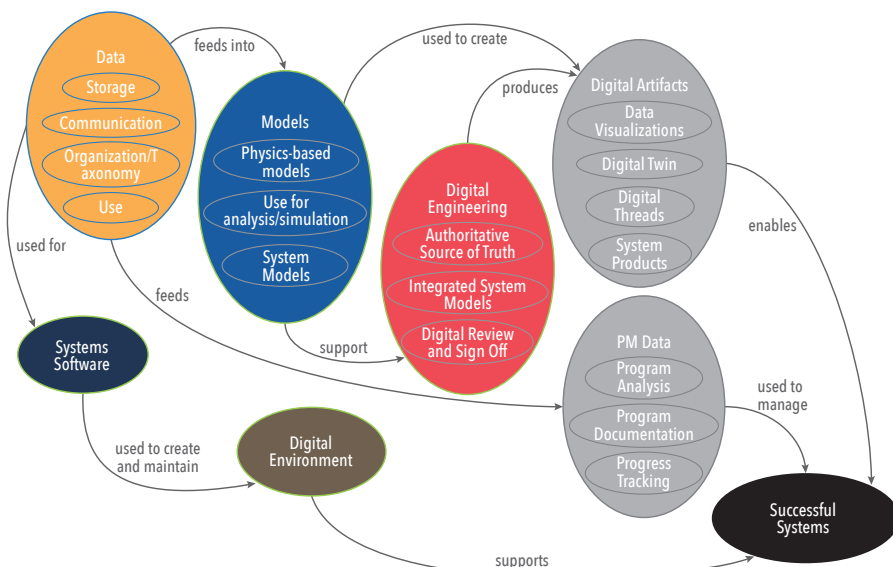 Data
Storage
Communication
Organization/T
axonomy
Use
feeds into
used to create
produces
Models
Physics-based
models
Use for
analysis/simulation
System
Models
Digital
Engineering
Authoritative
Source of Truth
Integrated System
Models
Digital Review
and Sign Off
Digital Artifacts
Data
Visualizations
Digital Twin
Digital
Threads
System
Products
enables
used for
feeds
support
Systems
Software
PM Data
Program
Analysis
Program
Documentation
Progress
Tracking
used to
manage
used to create
and maintain
Digital
Environment
Successful
Systems
supports